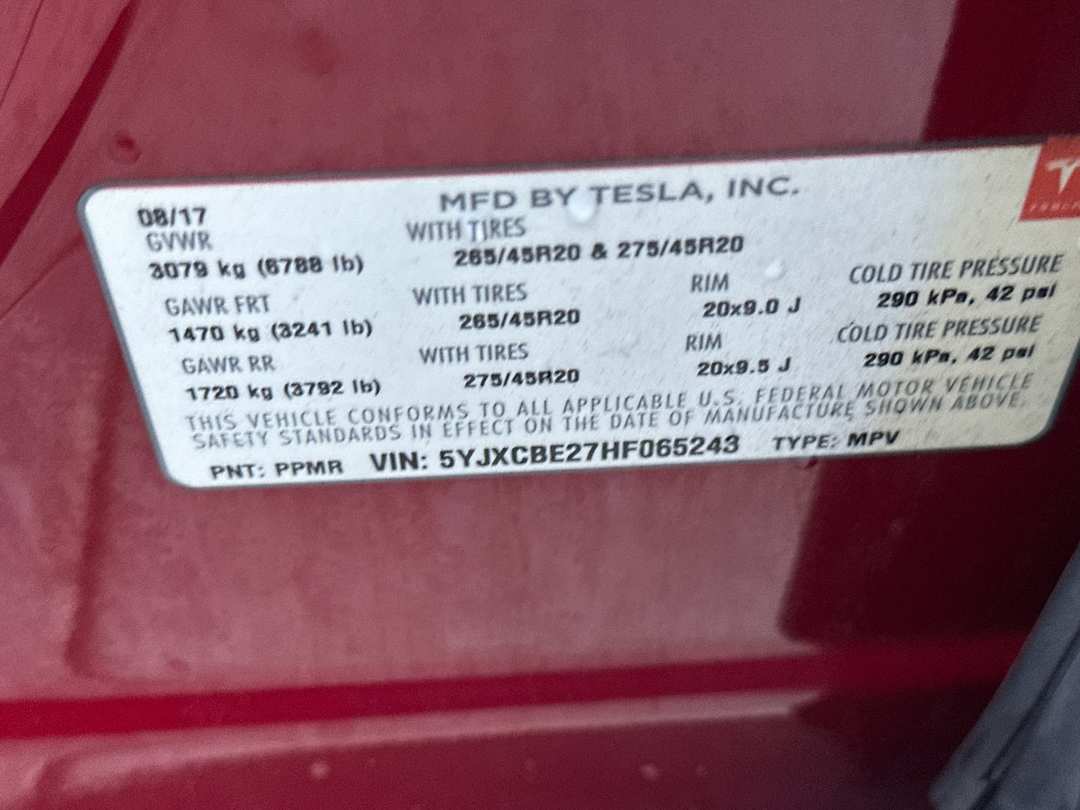 MFD BY TESLA, INC.
08/17
GVWR
3079 kg (6788 lb)
WITH TIRES
265/45R20 & 275/45R20
GAWR FRT
1470 kg (3241 lb)
WITH TIRES
265/45R20
RIM
20x9.0 J
COLD TIRE PRESSURE
290 kPa, 42 psi
GAWR RR
1720 kg (3792 lb)
WITH TIRES
275/45R20
RIM
20x9.5 J
COLD TIRE PRESSURE
290 kPa, 42 psi
THIS VEHICLE CONFORMS TO ALL APPLICABLE U.S. FEDERAL MOTOR VEHICLE
SAFETY STANDARDS IN EFFECT ON THE DATE OF MANUFACTURE SHOWN ABOVE.
PNT: PPMR VIN: 5YJXCBE27HF065243 TYPE: MPV